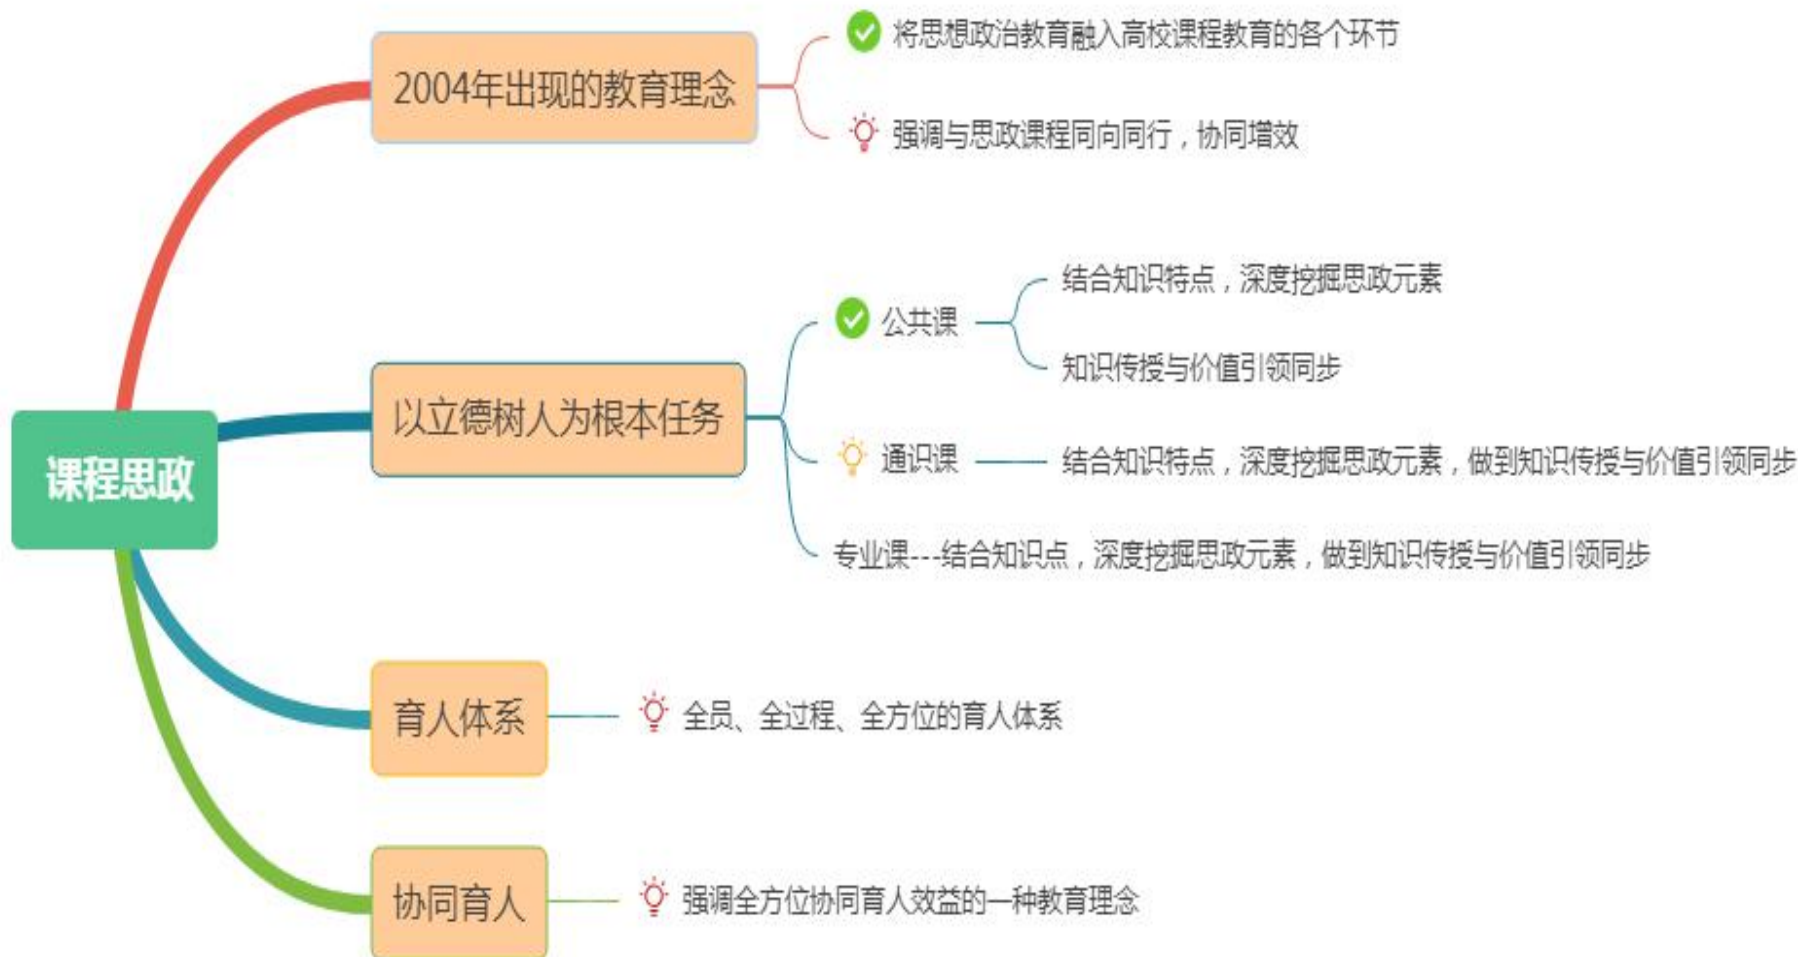 课程思政
2004年出现的教育理念
将思想政治教育融入高校课程教育的各个环节
强调与思政课程同向同行，协同增效
以立德树人为根本任务
公共课
结合知识特点，深度挖掘思政元素
知识传授与价值引领同步
通识课
结合知识特点，深度挖掘思政元素，做到知识传授与价值引领同步
专业课---结合知识点，深度挖掘思政元素，做到知识传授与价值引领同步
育人体系
全员、全过程、全方位的育人体系
协同育人
强调全方位协同育人效益的一种教育理念